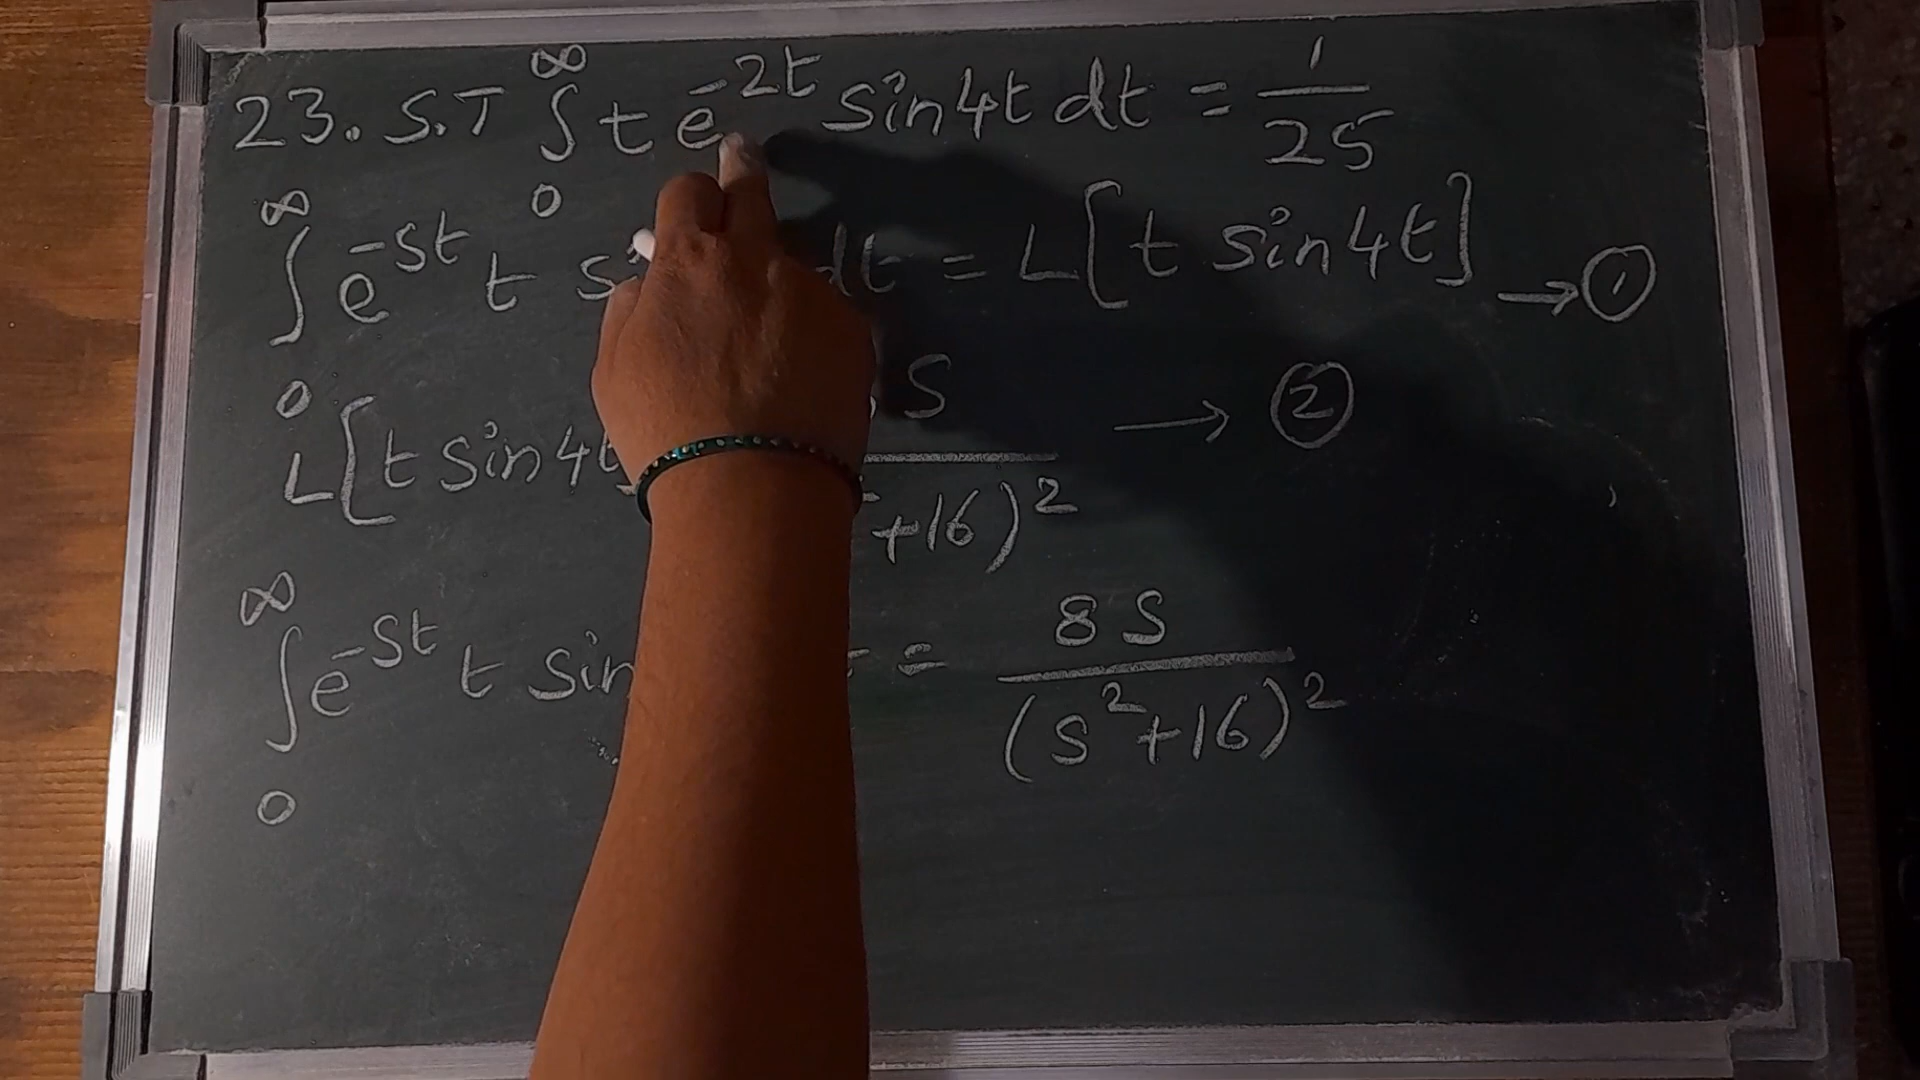 23. S.T ∫₀^∞ t e^-2t sin4t dt = 1/25
∫₀^∞ e^-st t dt = L[t sin4t] → ①
L[t sin4t S / +16)² → ②
∫₀^∞ e^-st t sin = 8S / (s²+16)²